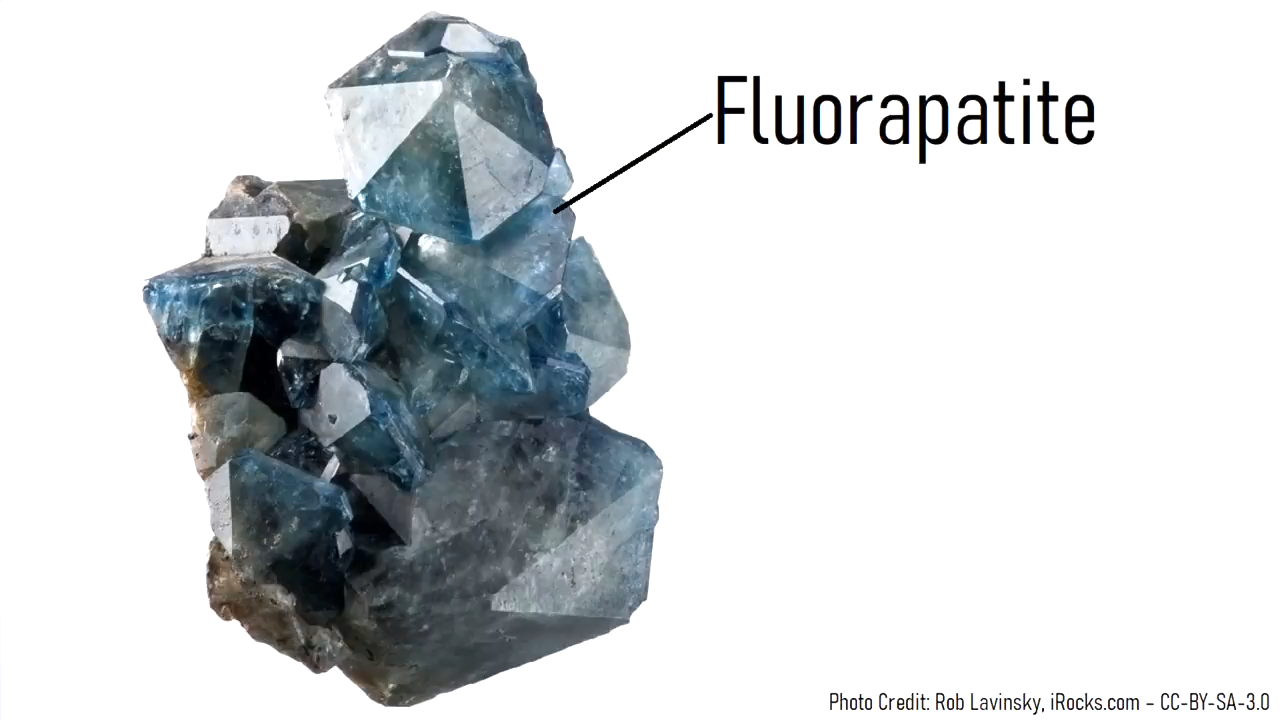 Fluorapatite
Photo Credit: Rob Lavinsky, iRocks.com – CC-BY-SA-3.0